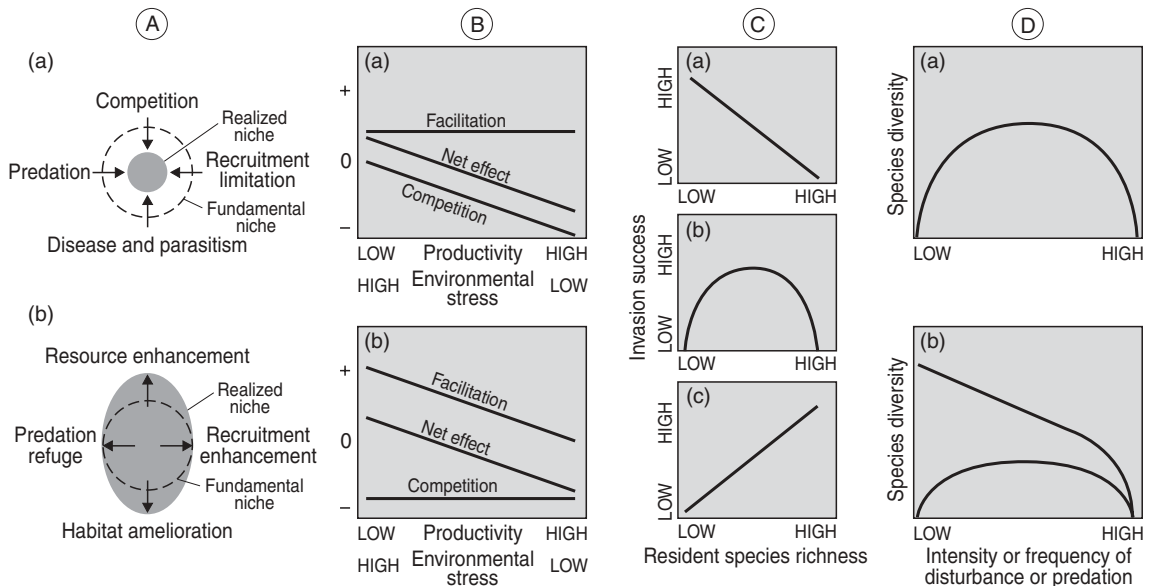 A
(a)
Competition
Realized
niche
Predation
Recruitment
limitation
Fundamental
niche
Disease and parasitism
(b)
Resource enhancement
Realized
niche
Predation
refuge
Recruitment
enhancement
Fundamental
niche
Habitat amelioration
B
(a)
+
0
−
Facilitation
Net effect
Competition
LOW Productivity HIGH
HIGH Environmental LOW
stress
(b)
+
0
−
Facilitation
Net effect
Competition
LOW Productivity HIGH
HIGH Environmental LOW
stress
C
Invasion success
(a)
HIGH
LOW
LOW HIGH
(b)
HIGH
LOW
LOW HIGH
(c)
HIGH
LOW
LOW HIGH
Resident species richness
D
(a)
Species diversity
LOW HIGH
(b)
Species diversity
LOW HIGH
Intensity or frequency of
disturbance or predation